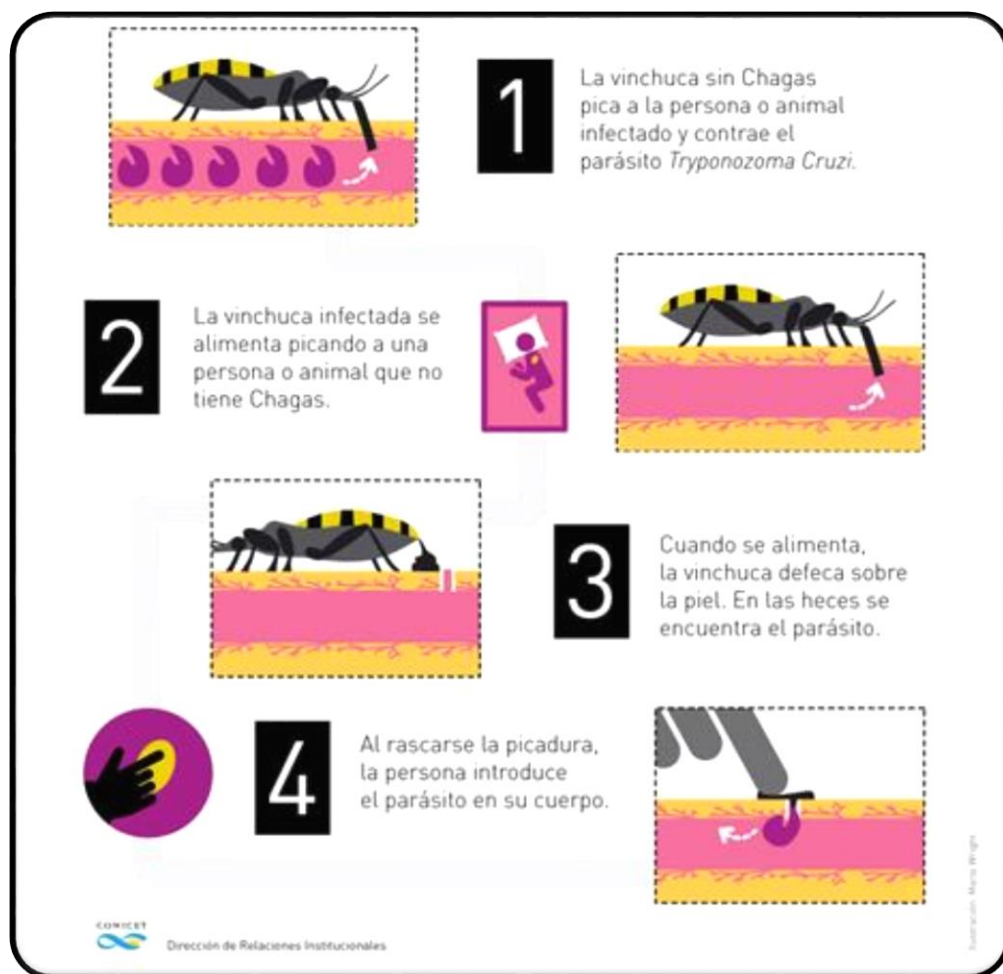 1
La vinchuca sin Chagas
pica a la persona o animal
infectado y contrae el
parásito Tryponozoma Cruzi.
2
La vinchuca infectada se
alimenta picando a una
persona o animal que no
tiene Chagas.
3
Cuando se alimenta,
la vinchuca defeca sobre
la piel. En las heces se
encuentra el parásito.
4
Al rascarse la picadura,
la persona introduce
el parásito en su cuerpo.
CONICET
Dirección de Relaciones Institucionales
Ilustración: Mario Wright